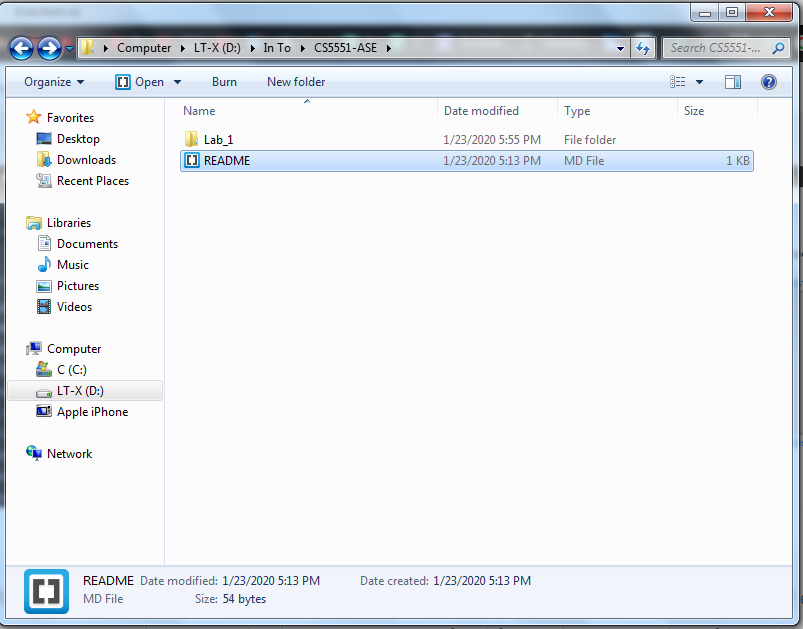 Computer LT-X (D:) In To CS5551-ASE Search CS5551-...
Organize Open Burn New folder
Name Date modified Type Size
Lab_1 1/23/2020 5:55 PM File folder
README 1/23/2020 5:13 PM MD File 1 KB
Favorites
Desktop
Downloads
Recent Places
Libraries
Documents
Music
Pictures
Videos
Computer
C (C:)
LT-X (D:)
Apple iPhone
Network
README Date modified: 1/23/2020 5:13 PM Date created: 1/23/2020 5:13 PM
MD File Size: 54 bytes